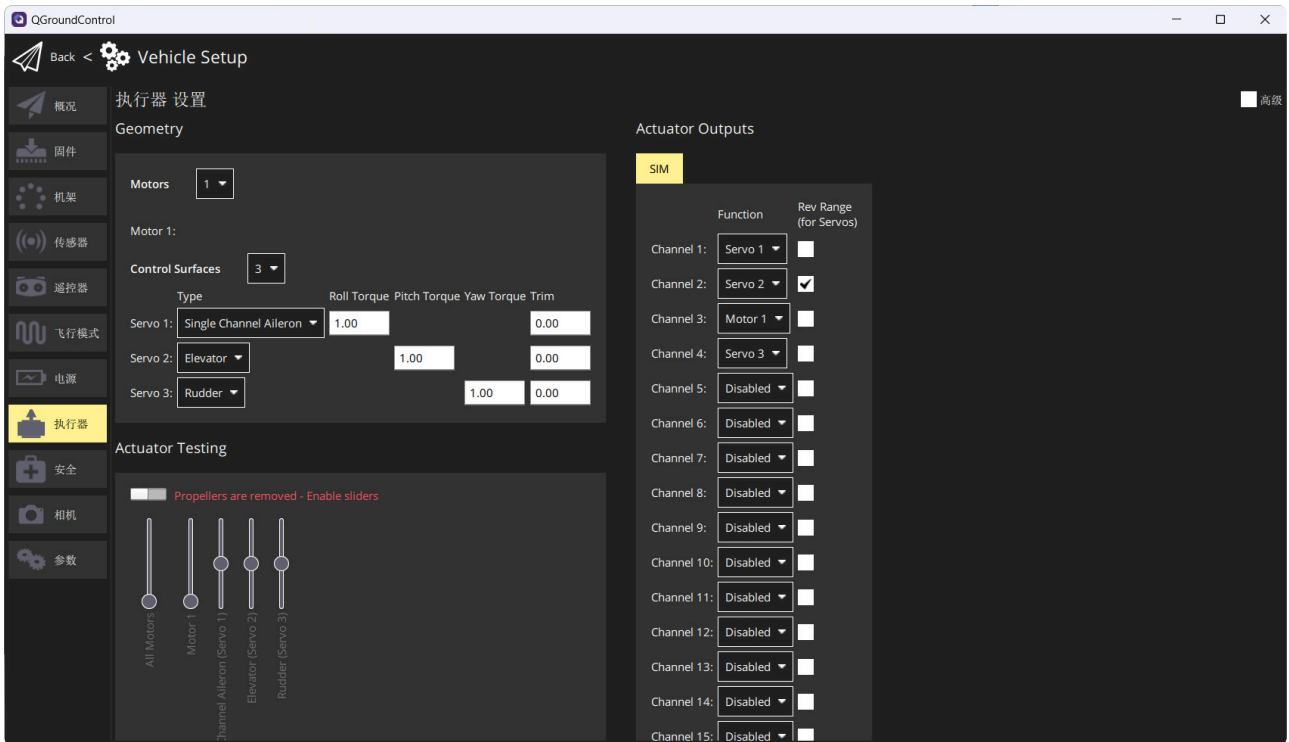 QGroundControl
Back < Vehicle Setup
概况
固件
机架
传感器
遥控器
飞行模式
电源
执行器
安全
相机
参数
执行器 设置
高级
Geometry
Motors 1
Motor 1:
Control Surfaces 3
Type Roll Torque Pitch Torque Yaw Torque Trim
Servo 1: Single Channel Aileron 1.00 0.00
Servo 2: Elevator 1.00 0.00
Servo 3: Rudder 1.00 0.00
Actuator Testing
Propellers are removed - Enable sliders
All Motors
Motor 1
Channel Aileron (Servo 1)
Elevator (Servo 2)
Rudder (Servo 3)
Actuator Outputs
SIM
Function Rev Range
(for Servos)
Channel 1: Servo 1
Channel 2: Servo 2
Channel 3: Motor 1
Channel 4: Servo 3
Channel 5: Disabled
Channel 6: Disabled
Channel 7: Disabled
Channel 8: Disabled
Channel 9: Disabled
Channel 10: Disabled
Channel 11: Disabled
Channel 12: Disabled
Channel 13: Disabled
Channel 14: Disabled
Channel 15: Disabled